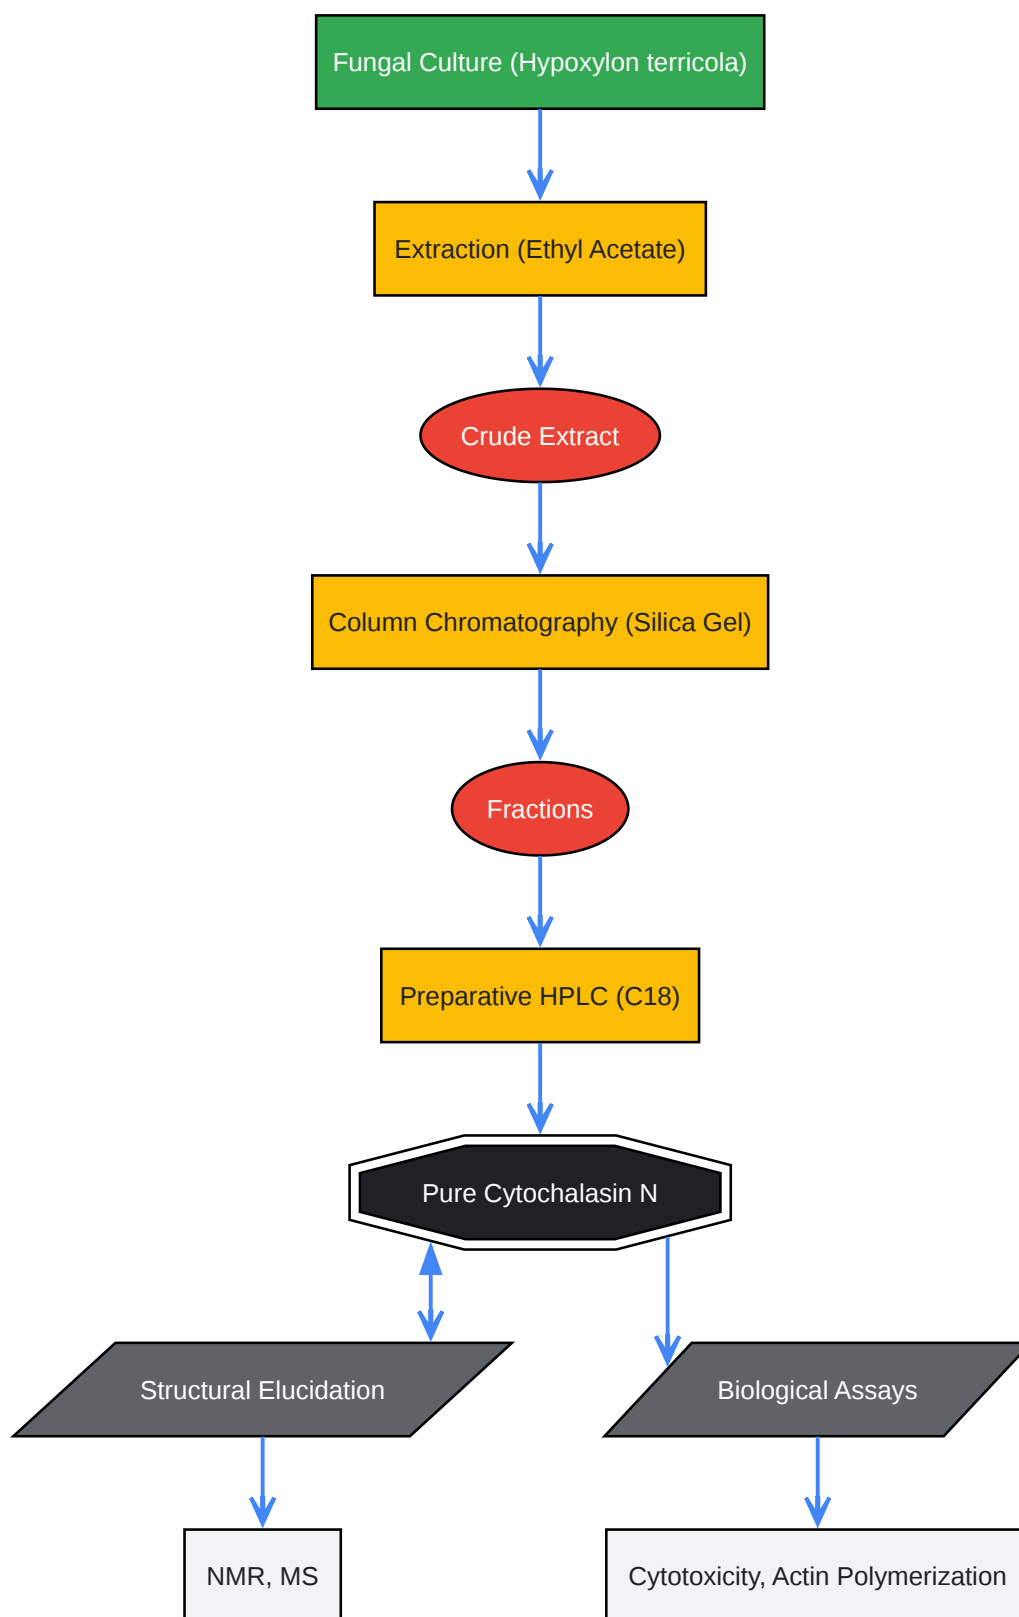 Fungal Culture (Hypoxylon terricola)
Extraction (Ethyl Acetate)
Crude Extract
Column Chromatography (Silica Gel)
Fractions
Preparative HPLC (C18)
Pure Cytochalasin N
Structural Elucidation
Biological Assays
NMR, MS
Cytotoxicity, Actin Polymerization